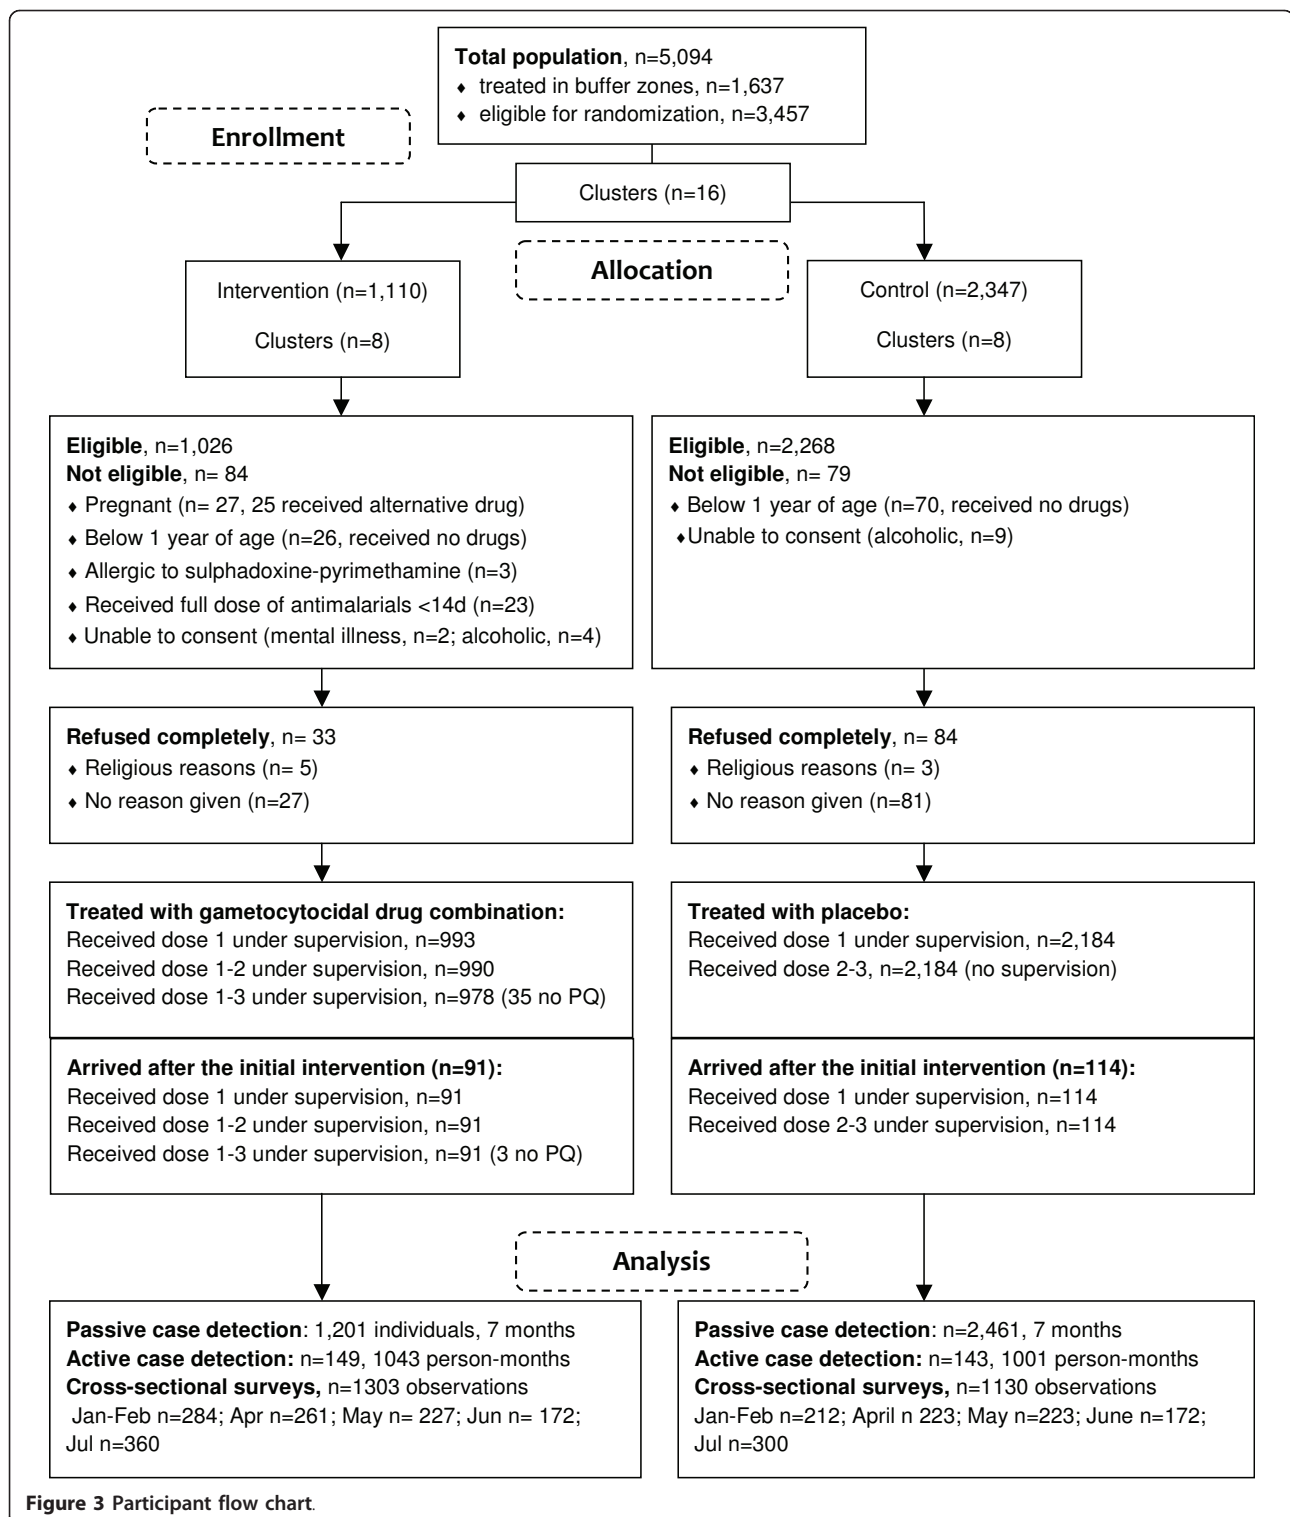 Total population, n=5,094
♦ treated in buffer zones, n=1,637
♦ eligible for randomization, n=3,457
Enrollment
Clusters (n=16)
Allocation
Intervention (n=1,110)
Clusters (n=8)
Control (n=2,347)
Clusters (n=8)
Eligible, n=1,026
Not eligible, n= 84
♦ Pregnant (n= 27, 25 received alternative drug)
♦ Below 1 year of age (n=26, received no drugs)
♦ Allergic to sulphadoxine-pyrimethamine (n=3)
♦ Received full dose of antimalarials <14d (n=23)
♦ Unable to consent (mental illness, n=2; alcoholic, n=4)
Eligible, n=2,268
Not eligible, n= 79
♦ Below 1 year of age (n=70, received no drugs)
♦Unable to consent (alcoholic, n=9)
Refused completely, n= 33
♦ Religious reasons (n= 5)
♦ No reason given (n=27)
Refused completely, n= 84
♦ Religious reasons (n= 3)
♦ No reason given (n=81)
Treated with gametocytocidal drug combination:
Received dose 1 under supervision, n=993
Received dose 1-2 under supervision, n=990
Received dose 1-3 under supervision, n=978 (35 no PQ)
Treated with placebo:
Received dose 1 under supervision, n=2,184
Received dose 2-3, n=2,184 (no supervision)
Arrived after the initial intervention (n=91):
Received dose 1 under supervision, n=91
Received dose 1-2 under supervision, n=91
Received dose 1-3 under supervision, n=91 (3 no PQ)
Arrived after the initial intervention (n=114):
Received dose 1 under supervision, n=114
Received dose 2-3 under supervision, n=114
Analysis
Passive case detection: 1,201 individuals, 7 months
Active case detection: n=149, 1043 person-months
Cross-sectional surveys, n=1303 observations
Jan-Feb n=284; Apr n=261; May n= 227; Jun n= 172;
Jul n=360
Passive case detection: n=2,461, 7 months
Active case detection: n=143, 1001 person-months
Cross-sectional surveys, n=1130 observations
Jan-Feb n=212; April n 223; May n=223; June n=172;
Jul n=300
Figure 3 Participant flow chart.